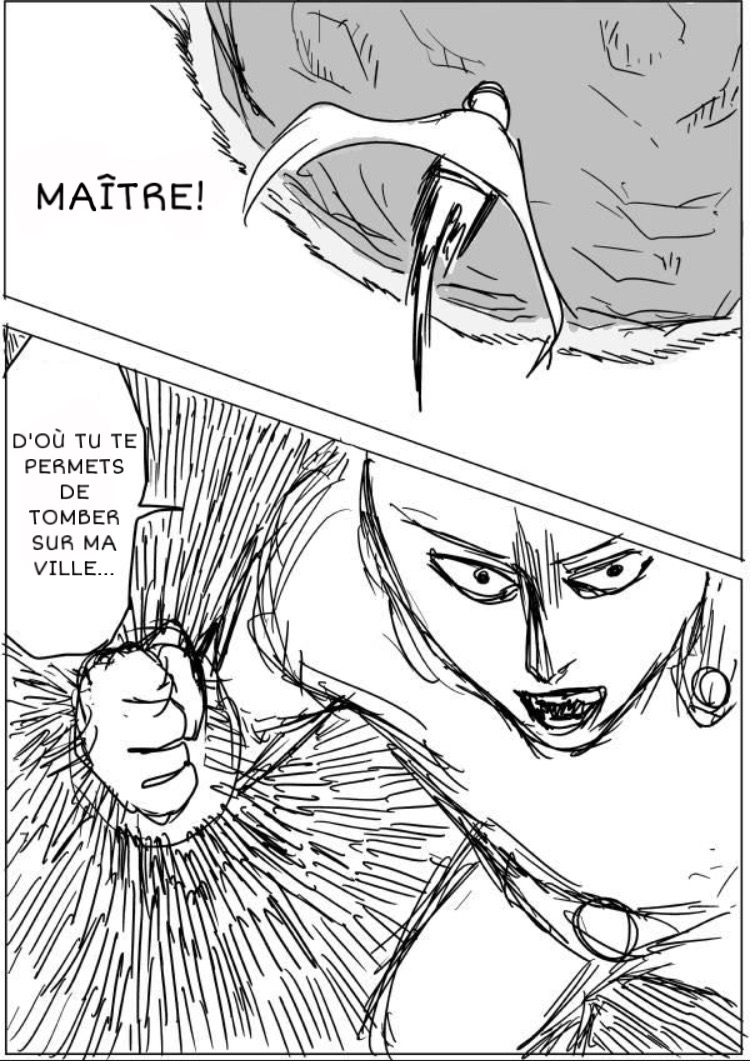 MAÎTRE!
D'OÙ TU TE
PERMETS
DE
TOMBER
SUR MA
VILLE...